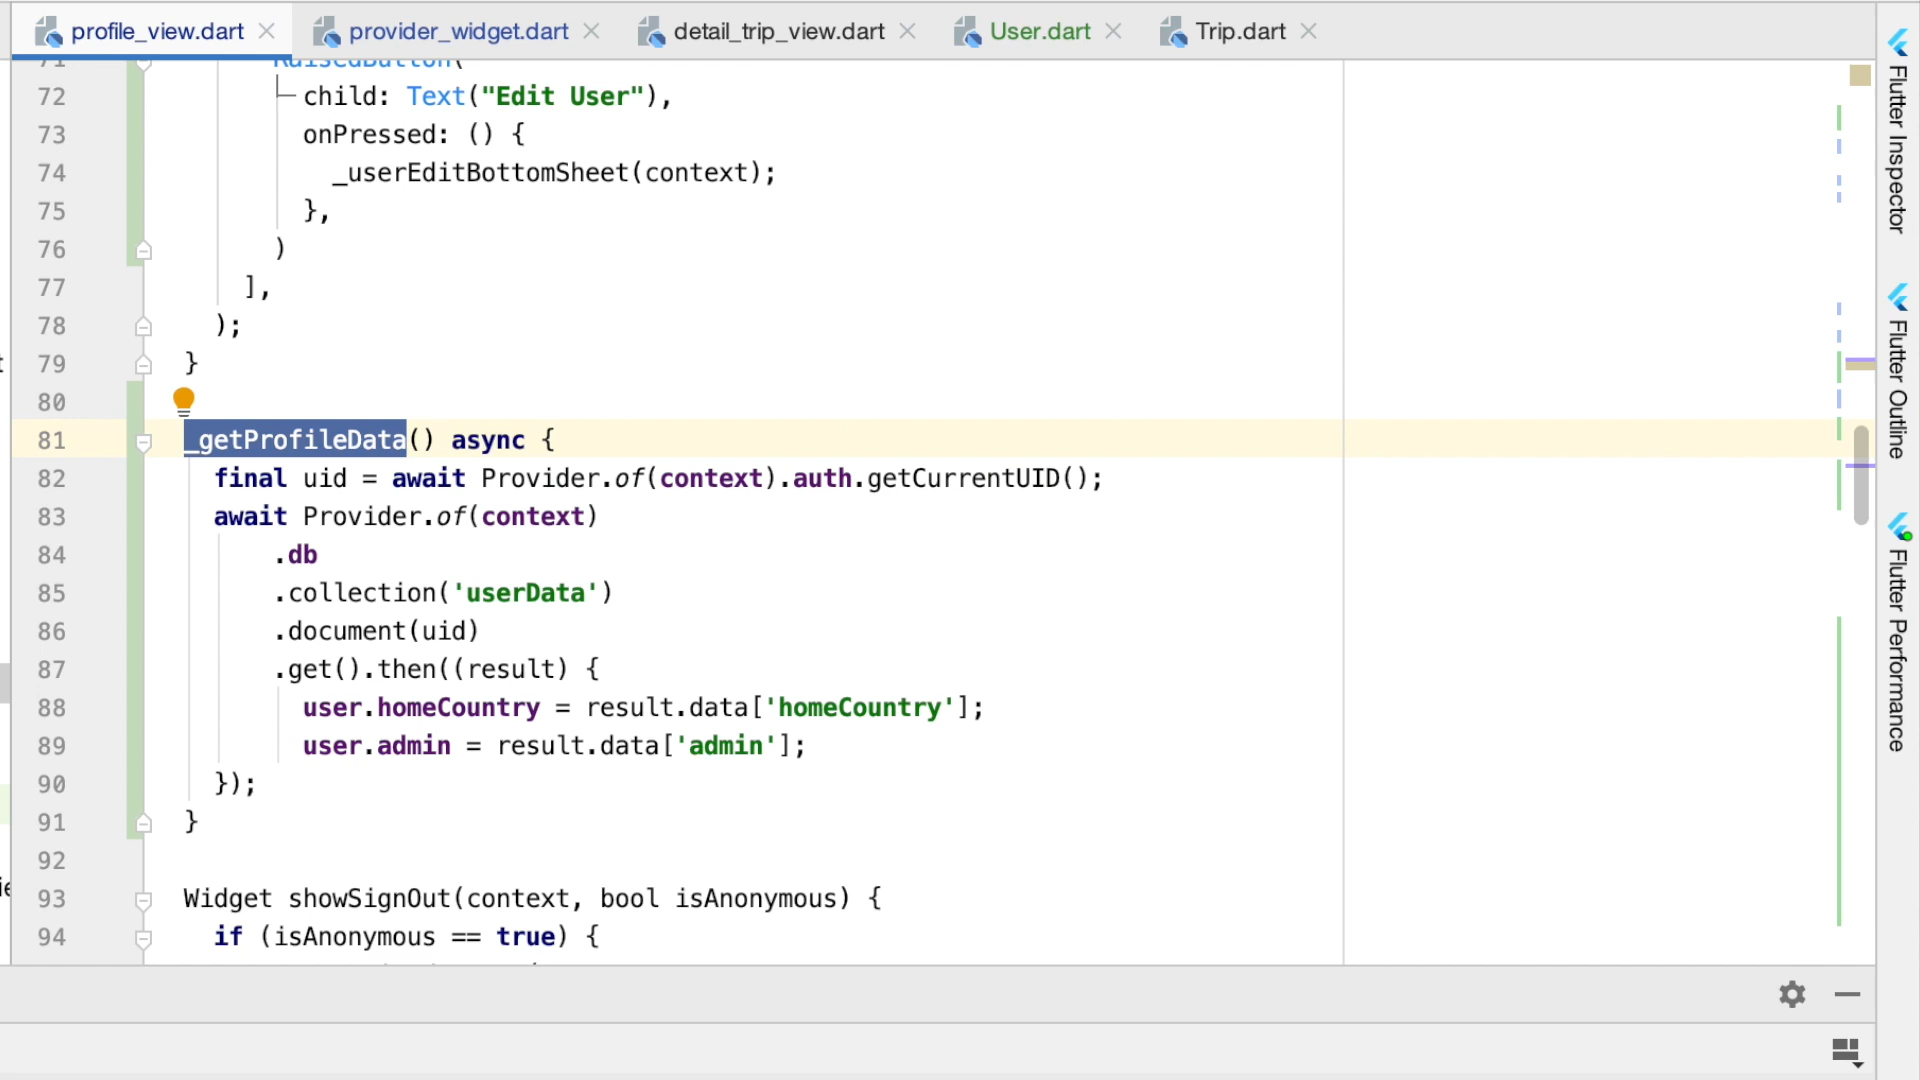 profile_view.dart
provider_widget.dart
detail_trip_view.dart
User.dart
Trip.dart
71 RaisedButton(
72 child: Text("Edit User"),
73 onPressed: () {
74 _userEditBottomSheet(context);
75 },
76 )
77 ],
78 );
79 }
80
81 _getProfileData() async {
82 final uid = await Provider.of(context).auth.getCurrentUID();
83 await Provider.of(context)
84 .db
85 .collection('userData')
86 .document(uid)
87 .get().then((result) {
88 user.homeCountry = result.data['homeCountry'];
89 user.admin = result.data['admin'];
90 });
91 }
92
93 Widget showSignOut(context, bool isAnonymous) {
94 if (isAnonymous == true) {
Flutter Inspector
Flutter Outline
Flutter Performance